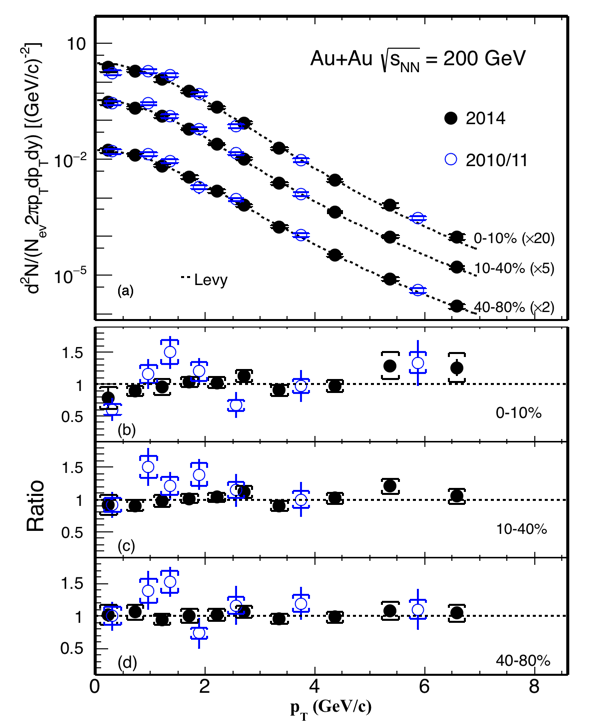 10
10⁻²
10⁻⁵
d²N/(N_ev 2πp_T dp_T dy) [(GeV/c)⁻²]
Au+Au √s_NN = 200 GeV
2014
2010/11
0-10% (×20)
10-40% (×5)
40-80% (×2)
Levy
(a)
1.5
1
0.5
(b)
0-10%
1.5
1
0.5
(c)
10-40%
Ratio
1.5
1
0.5
(d)
40-80%
0 2 4 6 8
p_T (GeV/c)